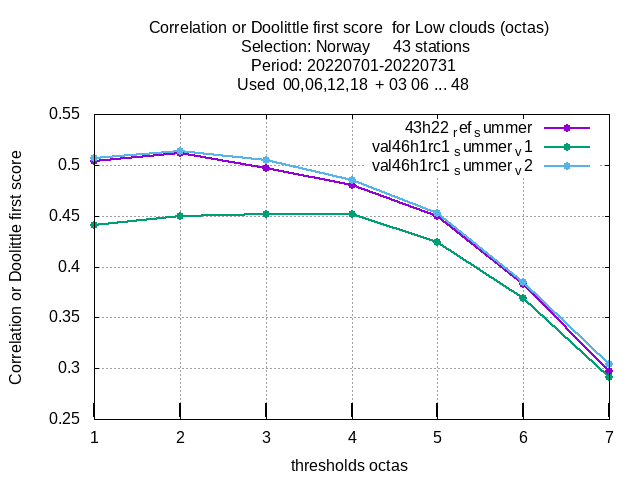 Correlation or Doolittle first score  for Low clouds (octas)
Selection: Norway     43 stations
Period: 20220701-20220731
Used  00,06,12,18  + 03 06 ... 48
43h22_ref_summer
val46h1rc1_summer_v1
val46h1rc1_summer_v2
Correlation or Doolittle first score
0.55
0.5
0.45
0.4
0.35
0.3
0.25
1 2 3 4 5 6 7
thresholds octas